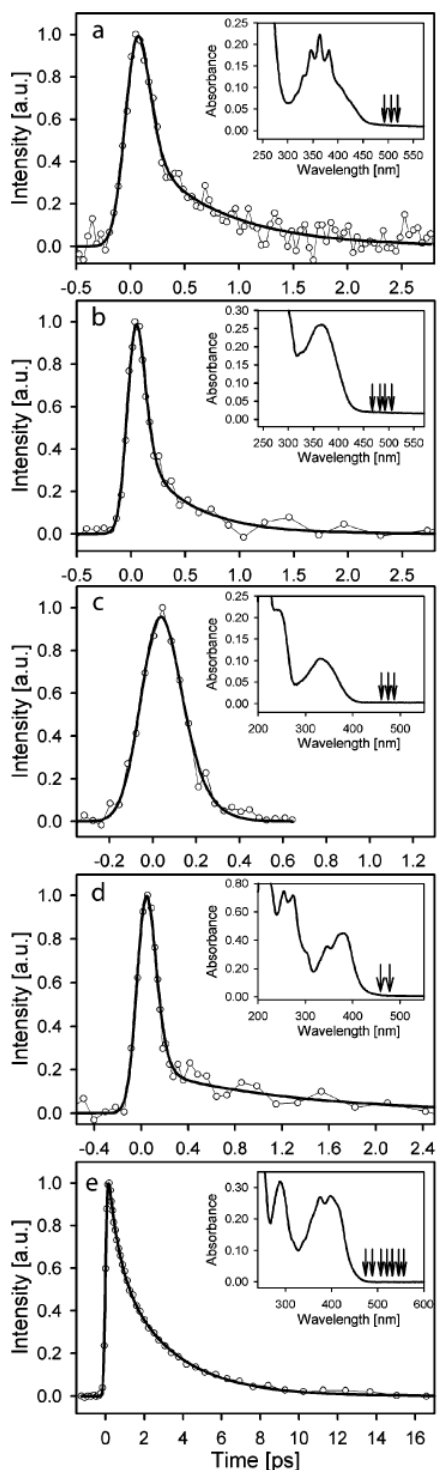 a
Intensity [a.u.]
1.0
0.8
0.6
0.4
0.2
0.0
-0.5 0.0 0.5 1.0 1.5 2.0 2.5
Absorbance
0.25
0.20
0.15
0.10
0.05
0.00
250 300 350 400 450 500 550
Wavelength [nm]
b
Intensity [a.u.]
1.0
0.8
0.6
0.4
0.2
0.0
-0.5 0.0 0.5 1.0 1.5 2.0 2.5
Absorbance
0.30
0.25
0.20
0.15
0.10
0.05
0.00
250 300 350 400 450 500 550
Wavelength [nm]
c
Intensity [a.u.]
1.0
0.8
0.6
0.4
0.2
0.0
-0.2 0.0 0.2 0.4 0.6 0.8 1.0 1.2
Absorbance
0.25
0.20
0.15
0.10
0.05
0.00
200 300 400 500
Wavelength [nm]
d
Intensity [a.u.]
1.0
0.8
0.6
0.4
0.2
0.0
-0.4 0.0 0.4 0.8 1.2 1.6 2.0 2.4
Absorbance
0.80
0.60
0.40
0.20
0.00
200 300 400 500
Wavelength [nm]
e
Intensity [a.u.]
1.0
0.8
0.6
0.4
0.2
0.0
0 2 4 6 8 10 12 14 16
Absorbance
0.30
0.20
0.10
0.00
300 400 500 600
Wavelength [nm]
Time [ps]